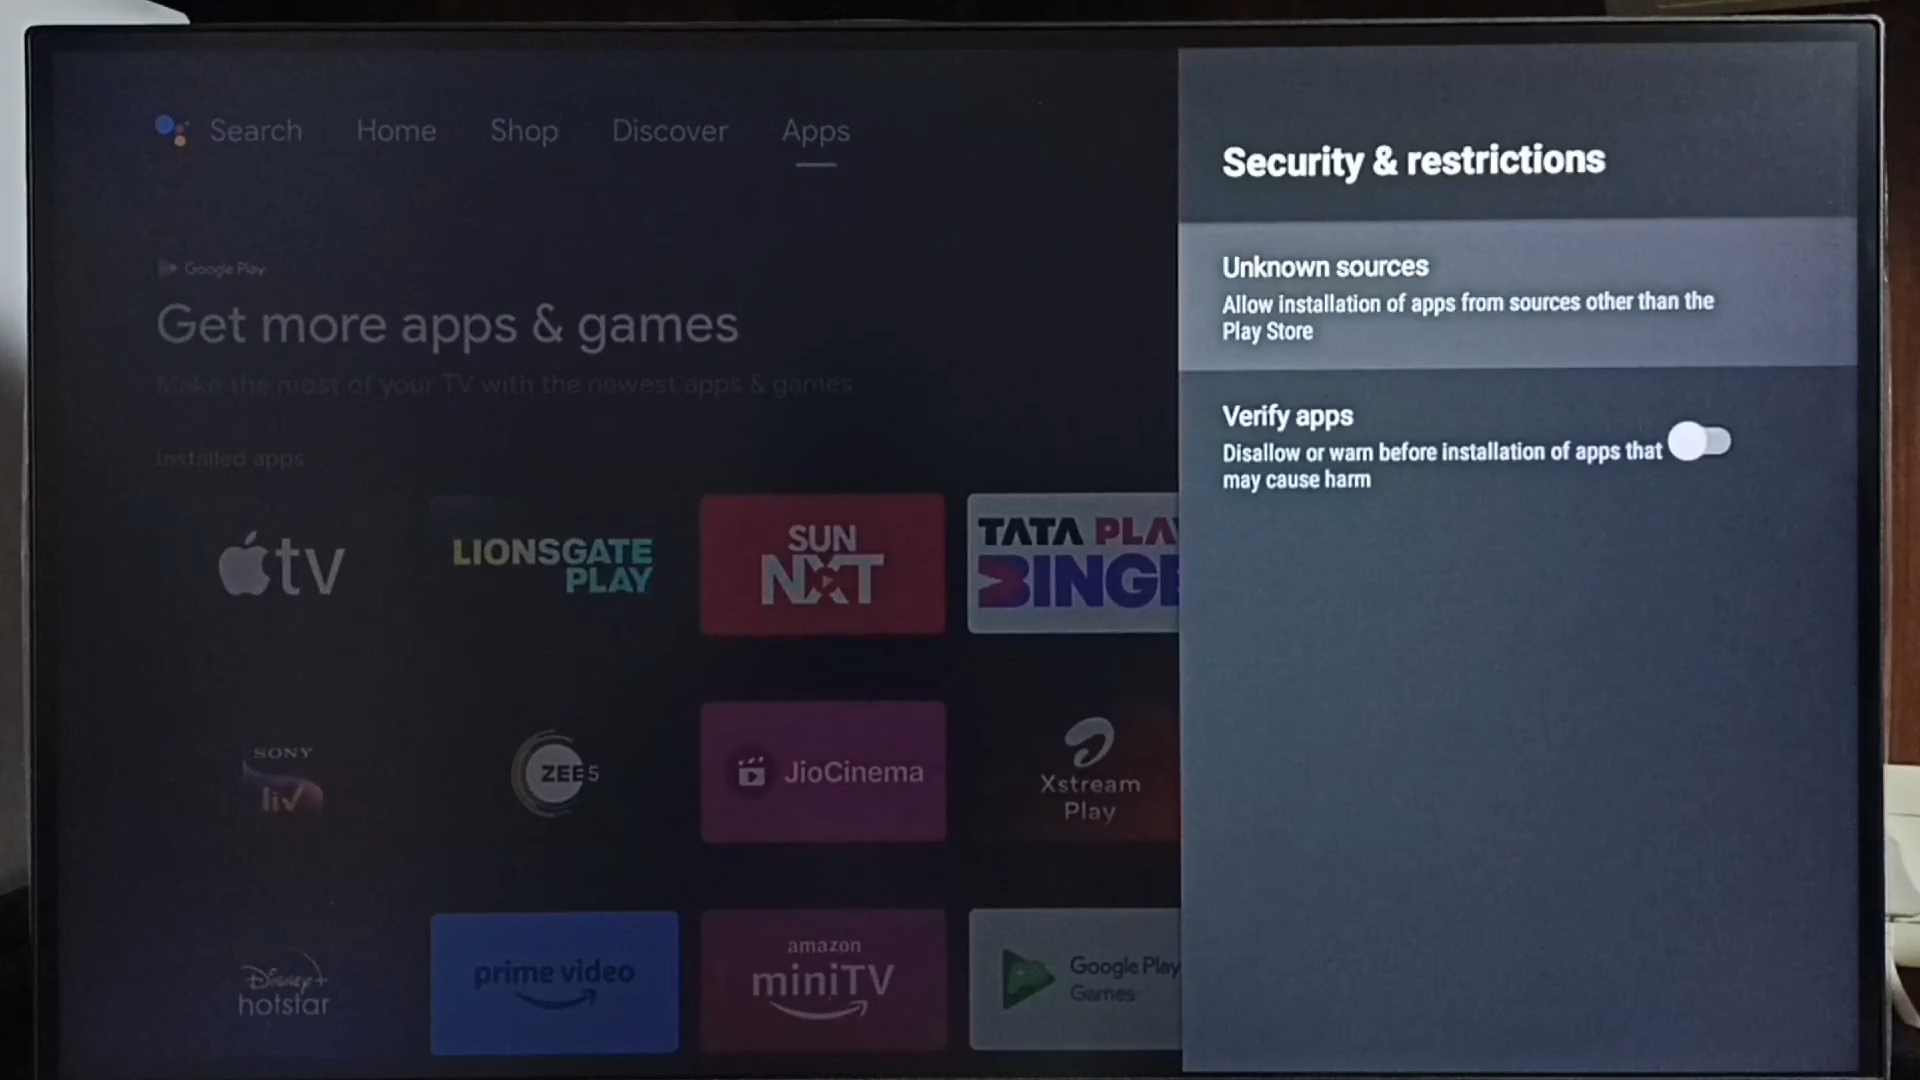 Search Home Shop Discover Apps
Security & restrictions
Google Play
Get more apps & games
Make the most of your TV with the newest apps & games
Installed apps
Unknown sources
Allow installation of apps from sources other than the
Play Store
Verify apps
Disallow or warn before installation of apps that
may cause harm
tv
LIONSGATE
PLAY
SUN
NXT
TATA PLA
BINGE
SONY
liv
ZEE5
JioCinema
Xstream
Play
Disney+
hotstar
prime video
amazon
miniTV
Google Play
Games